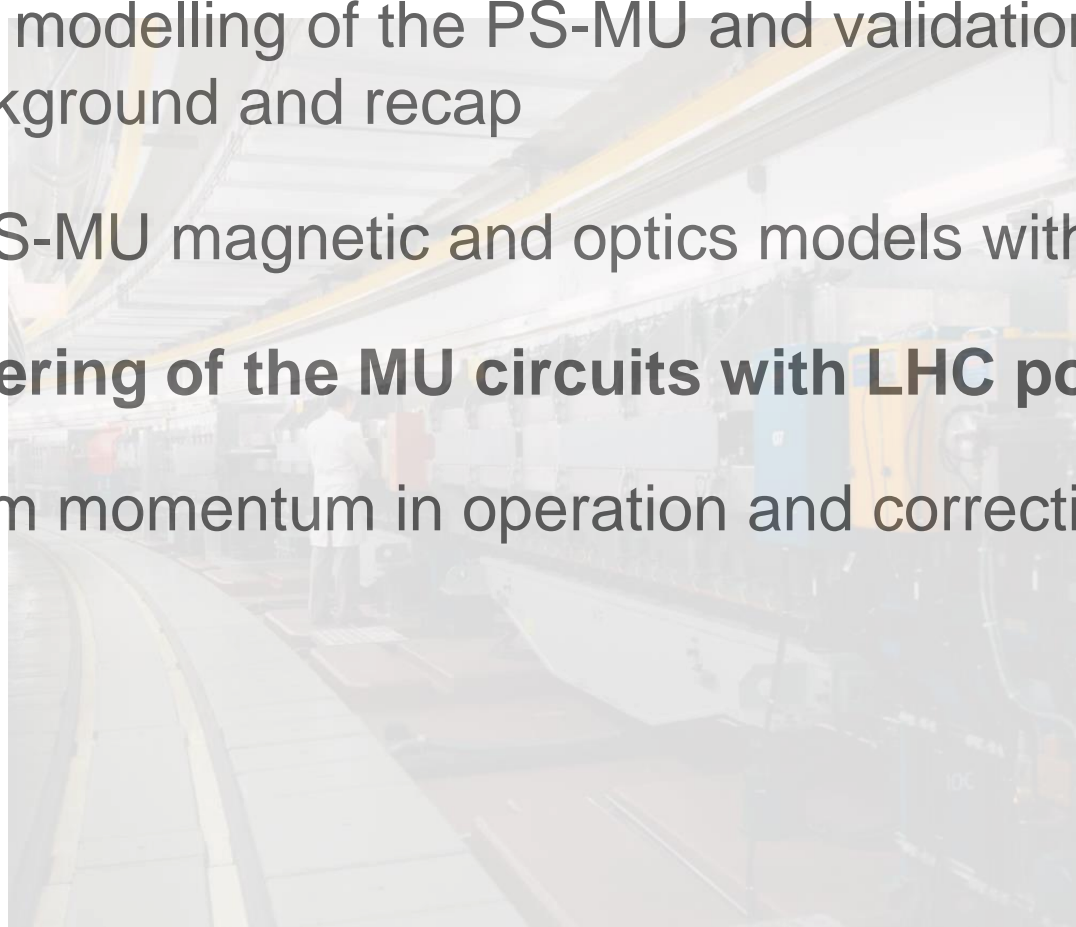 modelling of the PS-MU and validation
kground and recap
S-MU magnetic and optics models with
ering of the MU circuits with LHC po
m momentum in operation and correcti